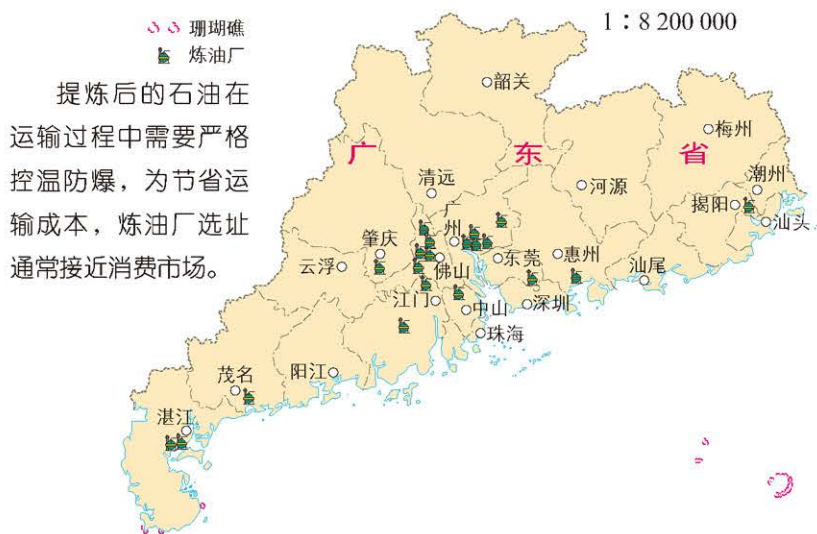 1：8 200 000
珊瑚礁
炼油厂
提炼后的石油在
运输过程中需要严格
控温防爆，为节省运
输成本，炼油厂选址
通常接近消费市场。
广东省
韶关
梅州
清远
河源
潮州
揭阳
汕头
广州
肇庆
云浮
佛山
东莞
惠州
汕尾
江门
中山
深圳
珠海
茂名
阳江
湛江